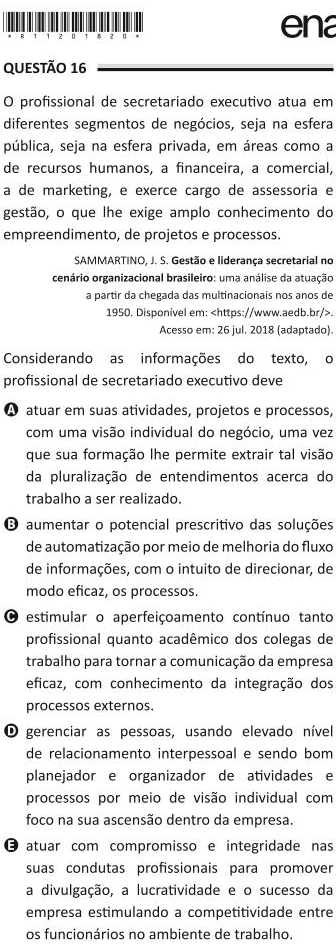 ena
*R11201820*
QUESTÃO 16
O profissional de secretariado executivo atua em
diferentes segmentos de negócios, seja na esfera
pública, seja na esfera privada, em áreas como a
de recursos humanos, a financeira, a comercial,
a de marketing, e exerce cargo de assessoria e
gestão, o que lhe exige amplo conhecimento do
empreendimento, de projetos e processos.
SAMMARTINO, J. S. Gestão e liderança secretarial no
cenário organizacional brasileiro: uma análise da atuação
a partir da chegada das multinacionais nos anos de
1950. Disponível em: <https://www.aedb.br/>.
Acesso em: 26 jul. 2018 (adaptado).
Considerando as informações do texto, o
profissional de secretariado executivo deve
A atuar em suas atividades, projetos e processos,
com uma visão individual do negócio, uma vez
que sua formação lhe permite extrair tal visão
da pluralização de entendimentos acerca do
trabalho a ser realizado.
B aumentar o potencial prescritivo das soluções
de automatização por meio de melhoria do fluxo
de informações, com o intuito de direcionar, de
modo eficaz, os processos.
C estimular o aperfeiçoamento contínuo tanto
profissional quanto acadêmico dos colegas de
trabalho para tornar a comunicação da empresa
eficaz, com conhecimento da integração dos
processos externos.
D gerenciar as pessoas, usando elevado nível
de relacionamento interpessoal e sendo bom
planejador e organizador de atividades e
processos por meio de visão individual com
foco na sua ascensão dentro da empresa.
E atuar com compromisso e integridade nas
suas condutas profissionais para promover
a divulgação, a lucratividade e o sucesso da
empresa estimulando a competitividade entre
os funcionários no ambiente de trabalho.